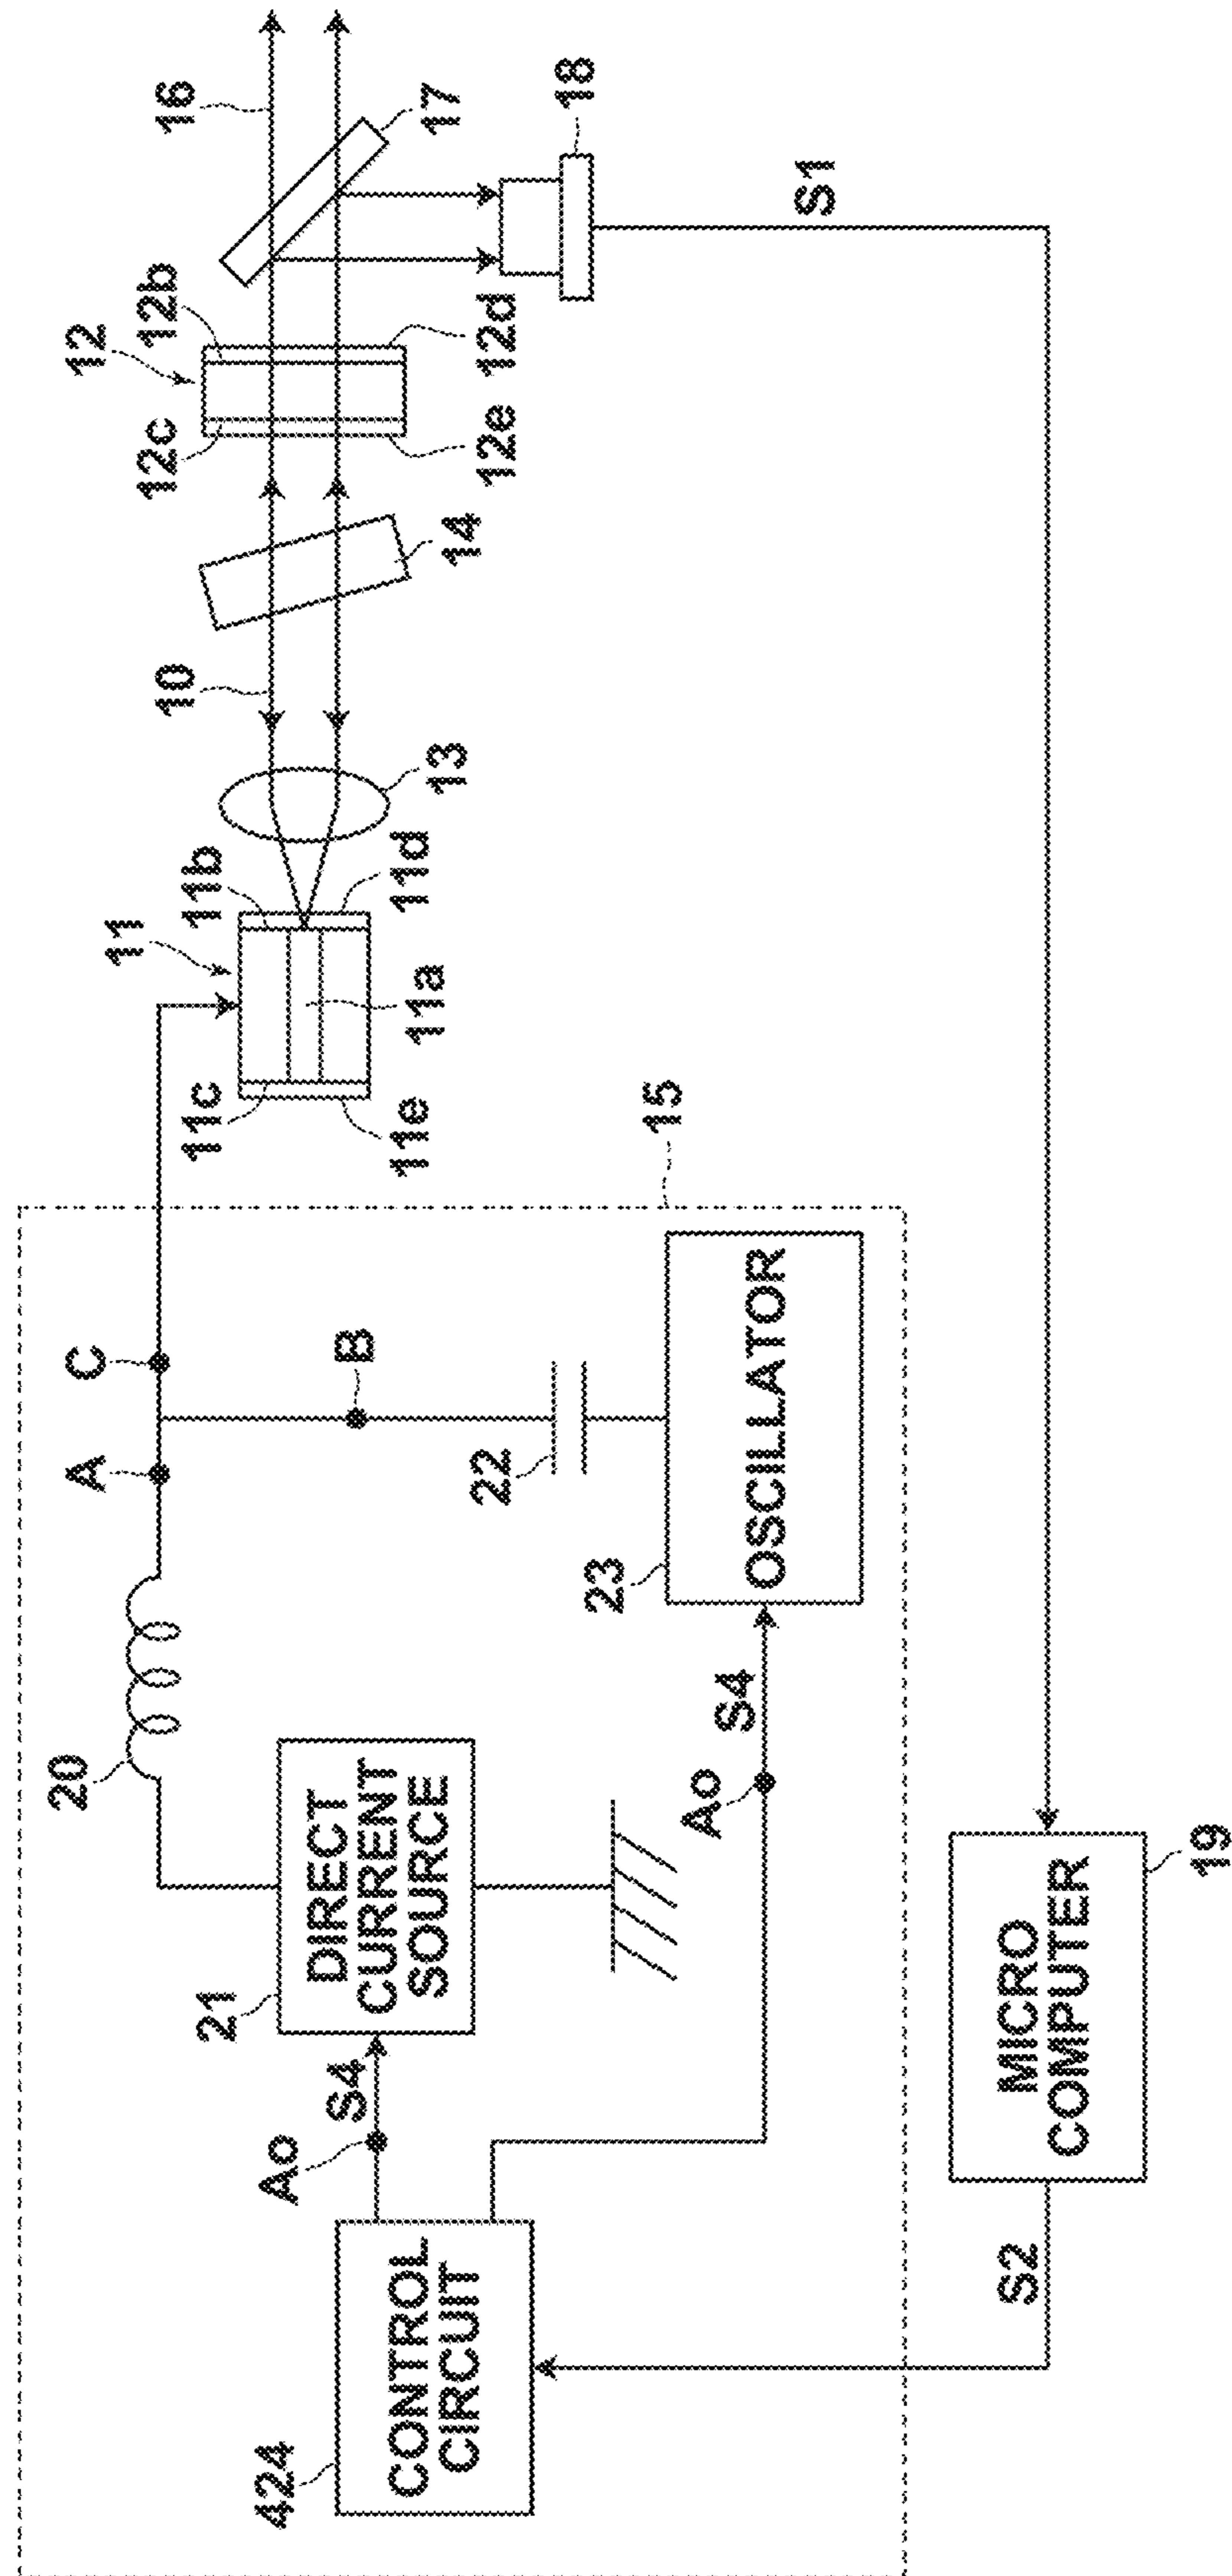 16
17
18
S1
12
12b
12c
12d
12e
14
10
13
11
11b
11d
11a
11c
11e
15
C
A
B
22
23
OSCILLATOR
20
21
DIRECT
CURRENT
SOURCE
S4
Ao
S4
Ao
424
CONTROL
CIRCUIT
MICRO
COMPUTER
19
S2